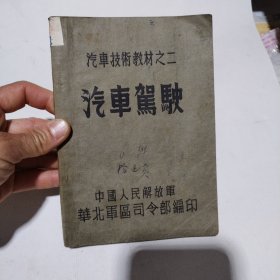 汽車技術教材之二
汽車駕駛
中國人民解放軍
華北軍區司令部編印